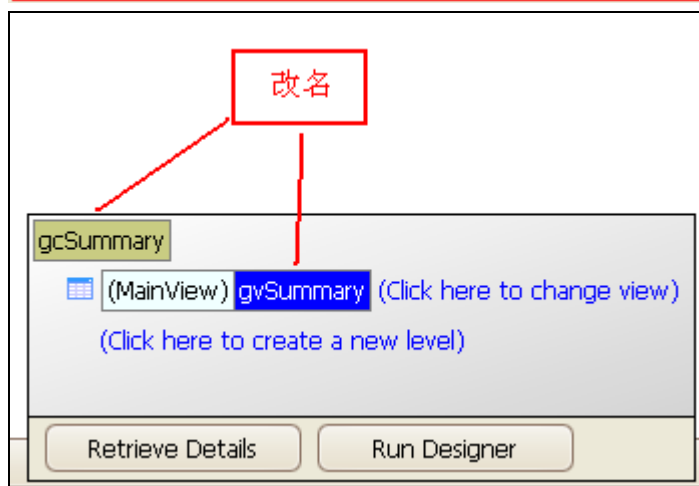 改名
gcSummary
(MainView) gvSummary (Click here to change view)
(Click here to create a new level)
Retrieve Details Run Designer